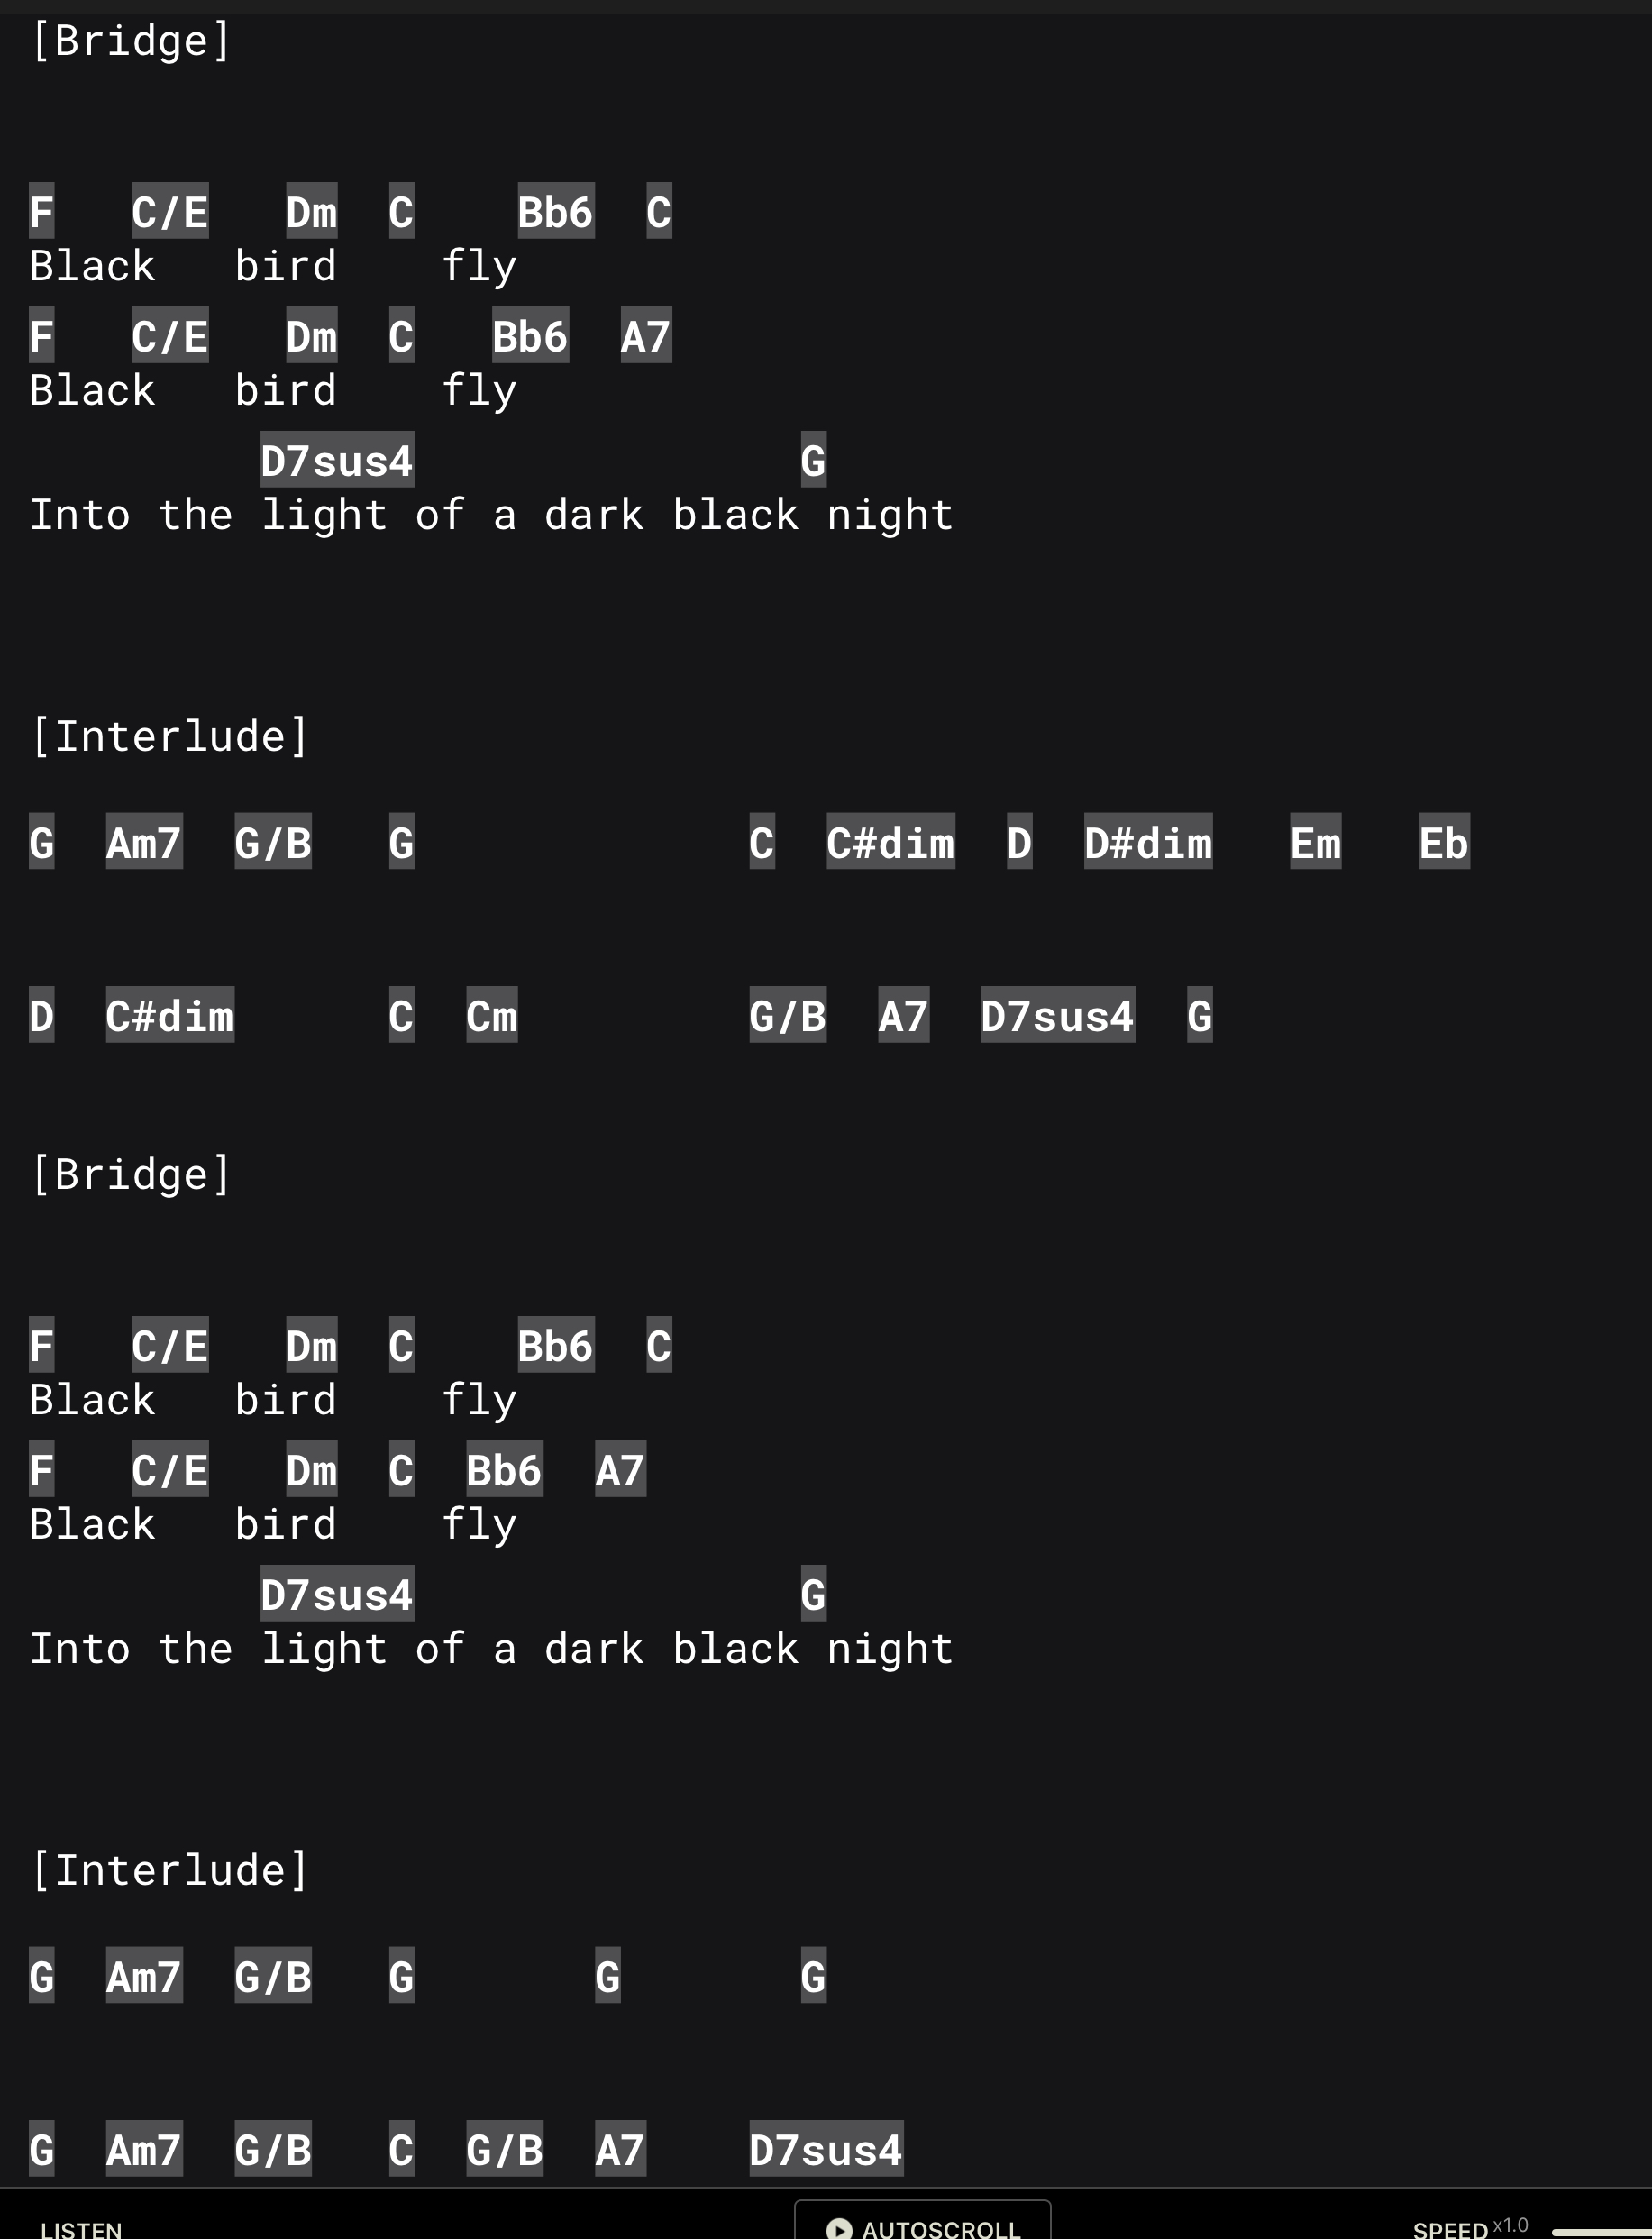 [Bridge]
F   C/E   Dm  C    Bb6  C
Black   bird    fly
F   C/E   Dm  C   Bb6  A7
Black   bird    fly
         D7sus4               G
Into the light of a dark black night
[Interlude]
G  Am7  G/B   G             C  C#dim  D  D#dim   Em   Eb
D  C#dim      C  Cm         G/B  A7  D7sus4  G
[Bridge]
F   C/E   Dm  C    Bb6  C
Black   bird    fly
F   C/E   Dm  C  Bb6  A7
Black   bird    fly
         D7sus4               G
Into the light of a dark black night
[Interlude]
G  Am7  G/B   G       G       G
G  Am7  G/B   C  G/B  A7    D7sus4
LISTEN AUTOSCROLL SPEED x1.0